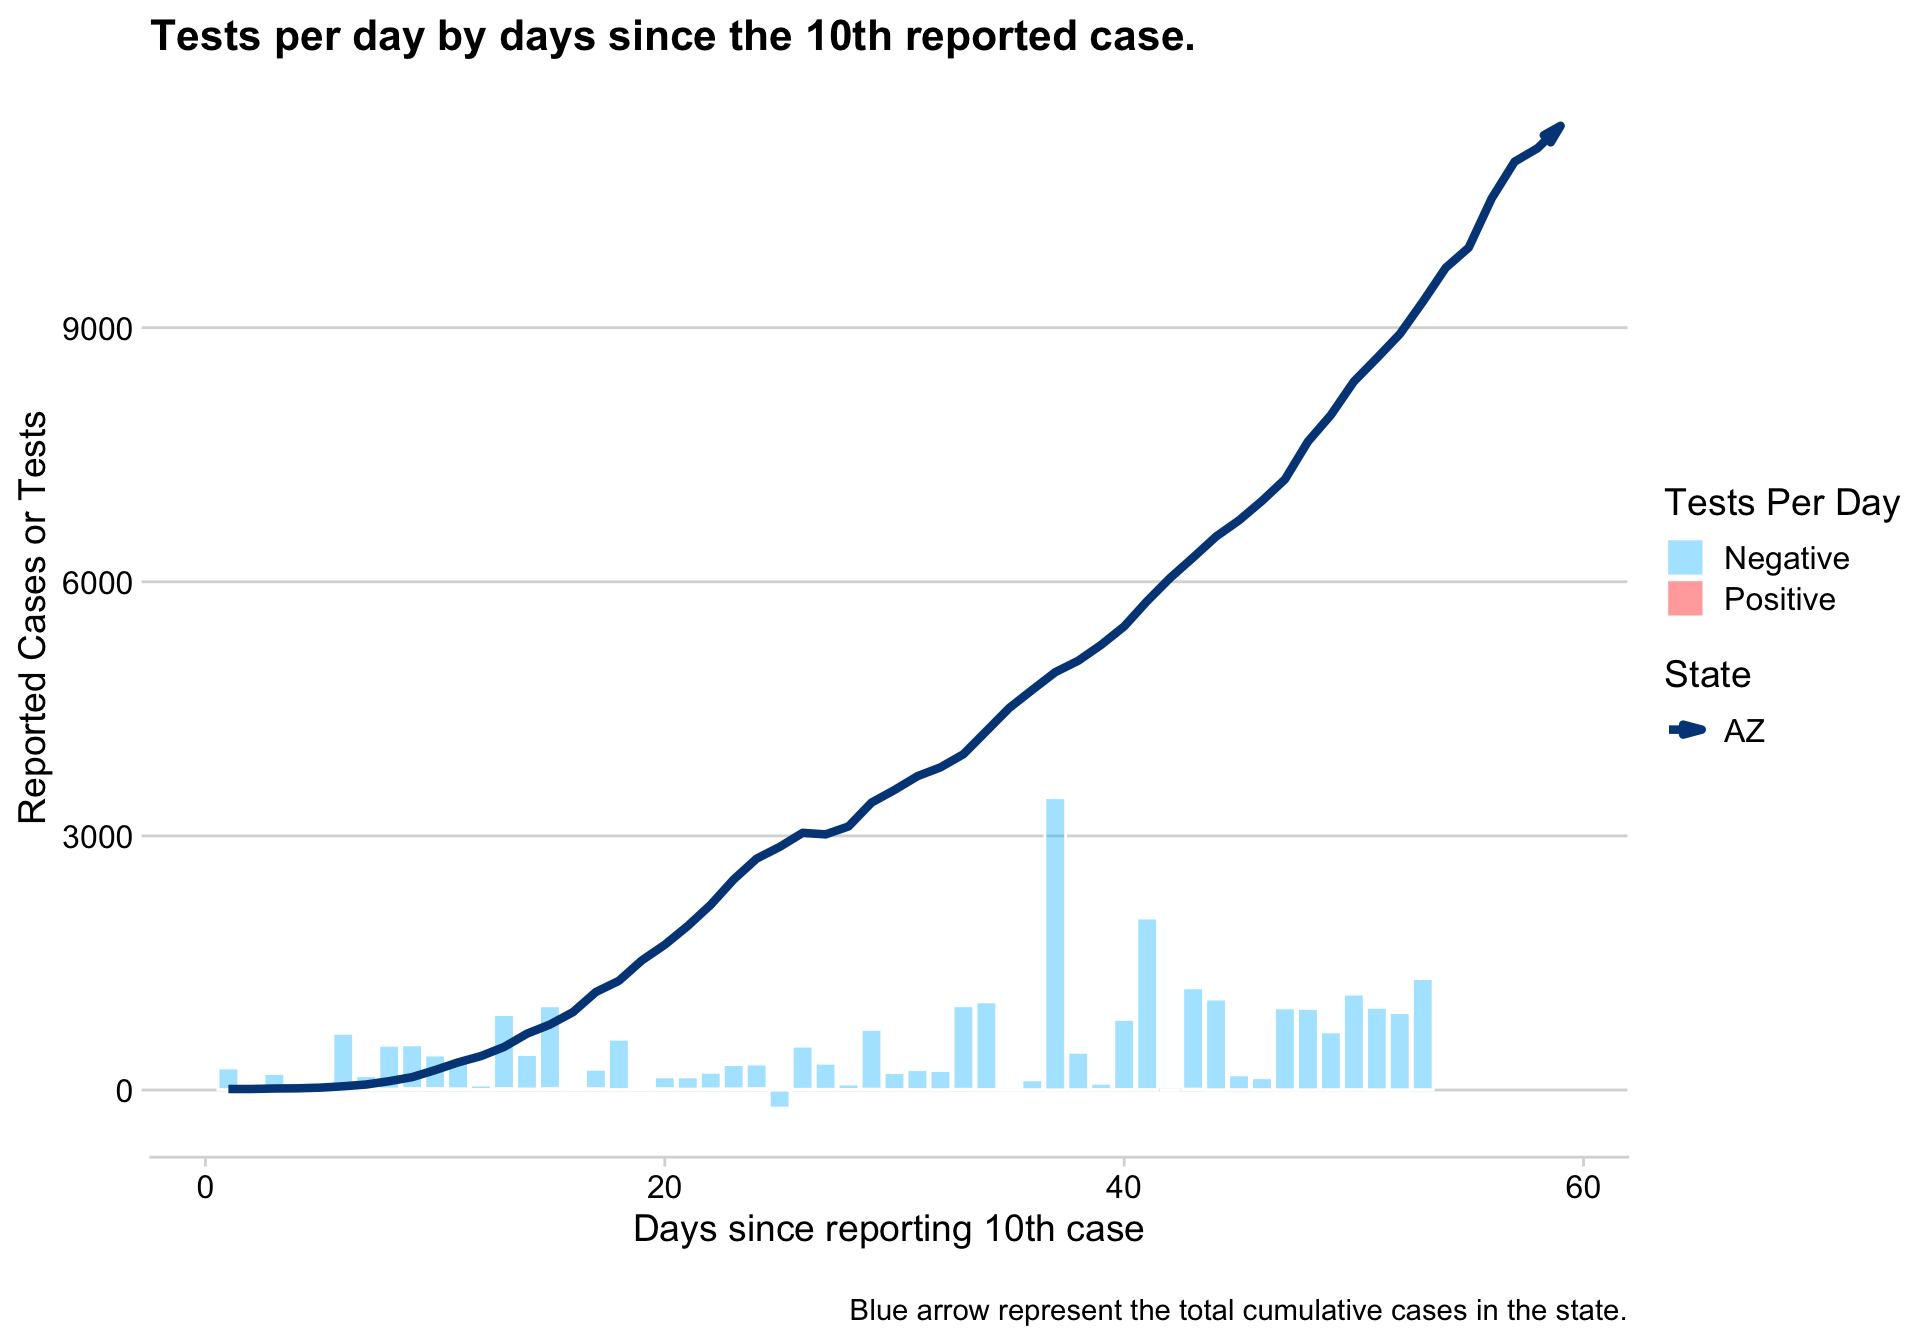 Tests per day by days since the 10th reported case.
Reported Cases or Tests
9000
6000
3000
0
0
20
40
60
Days since reporting 10th case
Tests Per Day
Negative
Positive
State
AZ
Blue arrow represent the total cumulative cases in the state.